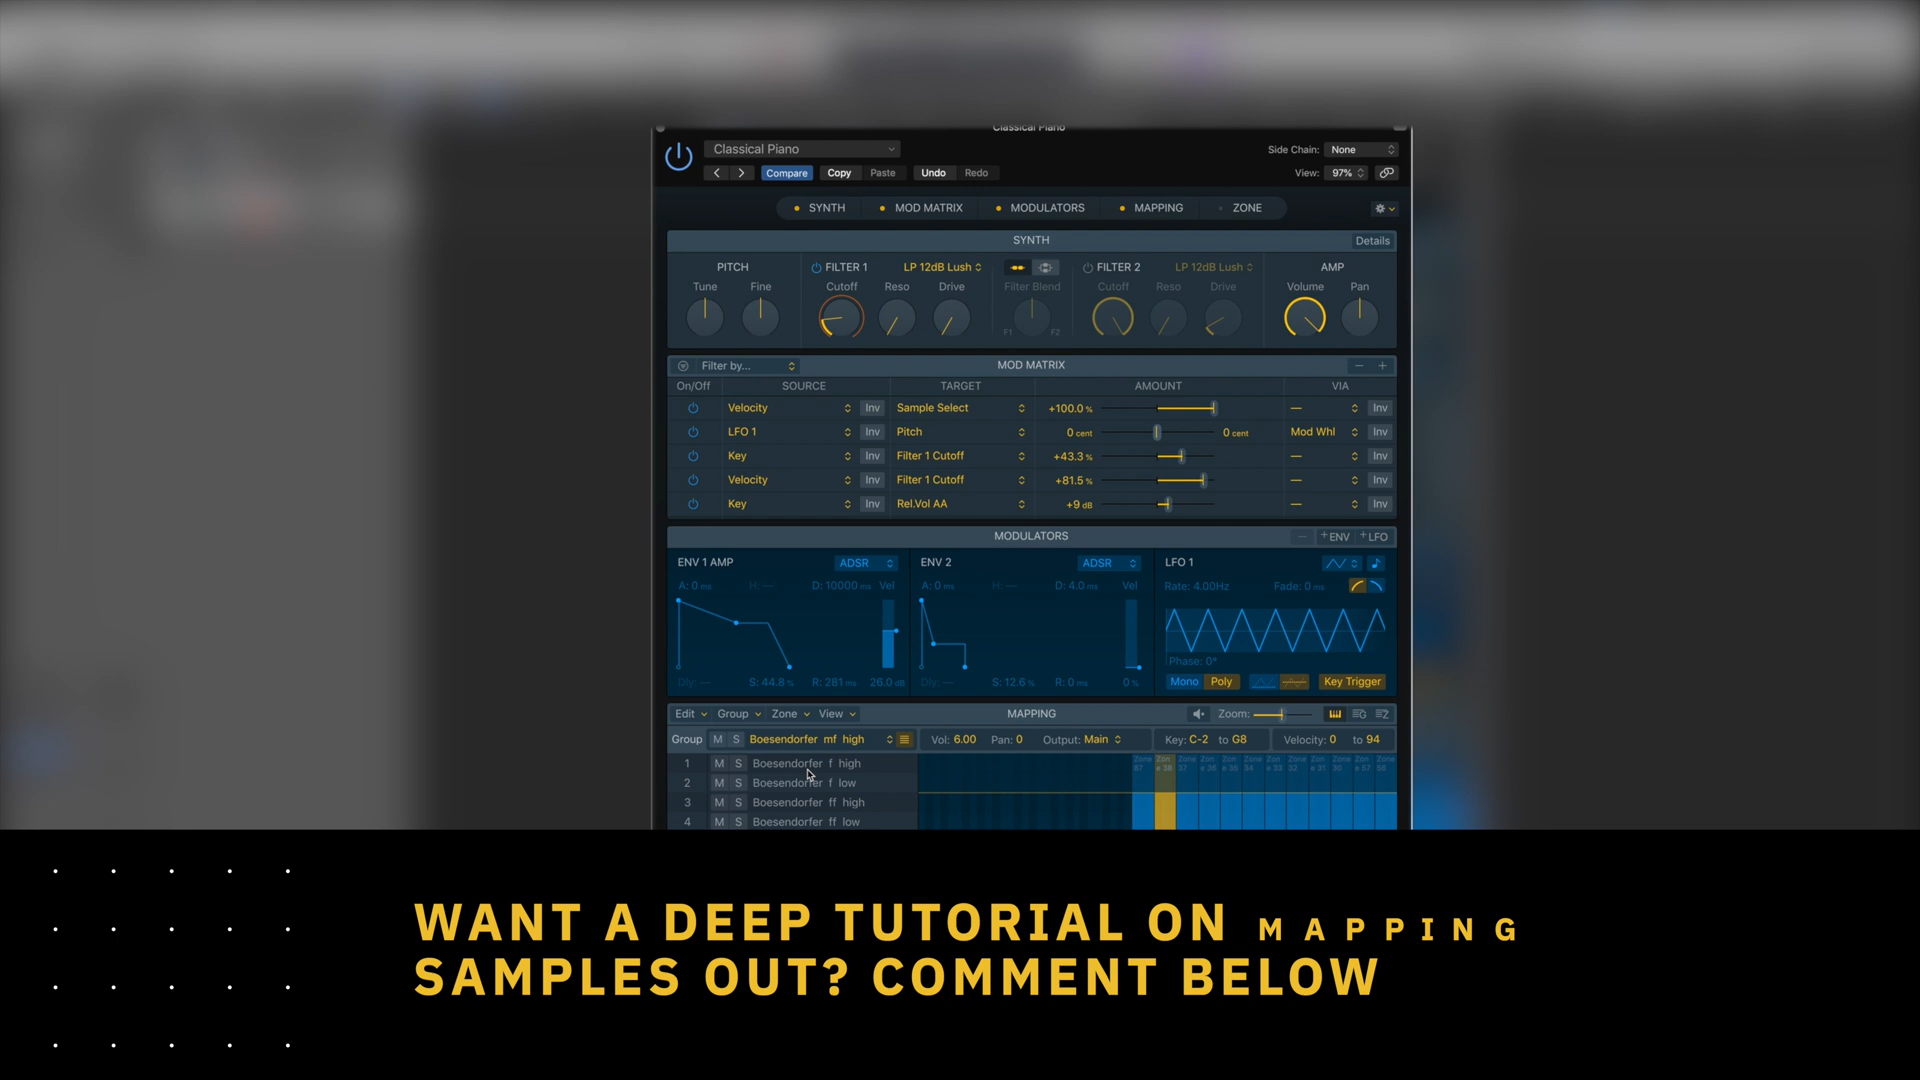 Classical Piano
Classical Piano
Side Chain: None
Compare Copy Paste Undo Redo
View: 97%
SYNTH MOD MATRIX MODULATORS MAPPING ZONE
SYNTH Details
PITCH FILTER 1 LP 12dB Lush FILTER 2 LP 12dB Lush AMP
Tune Fine Cutoff Reso Drive Filter Blend Cutoff Reso Drive Volume Pan
F1 F2
Filter by... MOD MATRIX
On/Off SOURCE TARGET AMOUNT VIA
Velocity Inv Sample Select +100.0 % — Inv
LFO 1 Inv Pitch 0 cent 0 cent Mod Whl Inv
Key Inv Filter 1 Cutoff +43.3 % — Inv
Velocity Inv Filter 1 Cutoff +81.5 % — Inv
Key Inv Rel.Vol AA +9 dB — Inv
MODULATORS +ENV +LFO
ENV 1 AMP ADSR ENV 2 ADSR LFO 1
A: 0 ms H: — D: 10000 ms Vel A: 0 ms H: — D: 4.0 ms Vel Rate: 4.00Hz Fade: 0 ms
Phase: 0°
Dly: — S: 44.8 % R: 281 ms 26.0 dB Dly: — S: 12.6 % R: 0 ms 0 % Mono Poly Key Trigger
Edit Group Zone View MAPPING Zoom:
Group M S Boesendorfer mf high Vol: 6.00 Pan: 0 Output: Main Key: C-2 to G8 Velocity: 0 to 94
1 M S Boesendorfer f high
2 M S Boesendorfer f low
3 M S Boesendorfer ff high
4 M S Boesendorfer ff low
WANT A DEEP TUTORIAL ON MAPPING
SAMPLES OUT? COMMENT BELOW